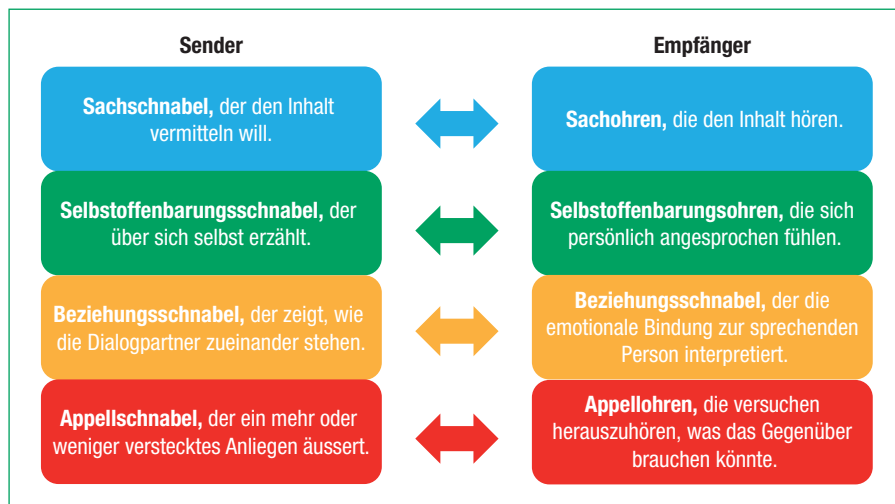 Sender
Empfänger
Sachschnabel, der den Inhalt
vermitteln will.
Sachohren, die den Inhalt hören.
Selbstoffenbarungsschnabel, der
über sich selbst erzählt.
Selbstoffenbarungsohren, die sich
persönlich angesprochen fühlen.
Beziehungsschnabel, der zeigt, wie
die Dialogpartner zueinander stehen.
Beziehungsschnabel, der die
emotionale Bindung zur sprechenden
Person interpretiert.
Appellschnabel, der ein mehr oder
weniger verstecktes Anliegen äussert.
Appellohren, die versuchen
herauszuhören, was das Gegenüber
brauchen könnte.